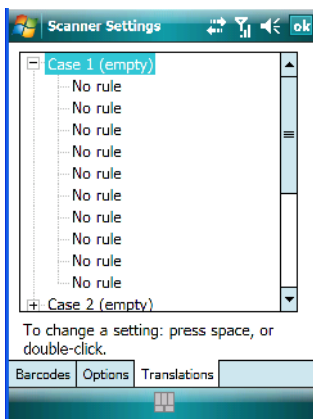 Scanner Settings
ok
Case 1 (empty)
No rule
No rule
No rule
No rule
No rule
No rule
No rule
No rule
No rule
No rule
Case 2 (empty)
To change a setting: press space, or
double-click.
Barcodes Options Translations